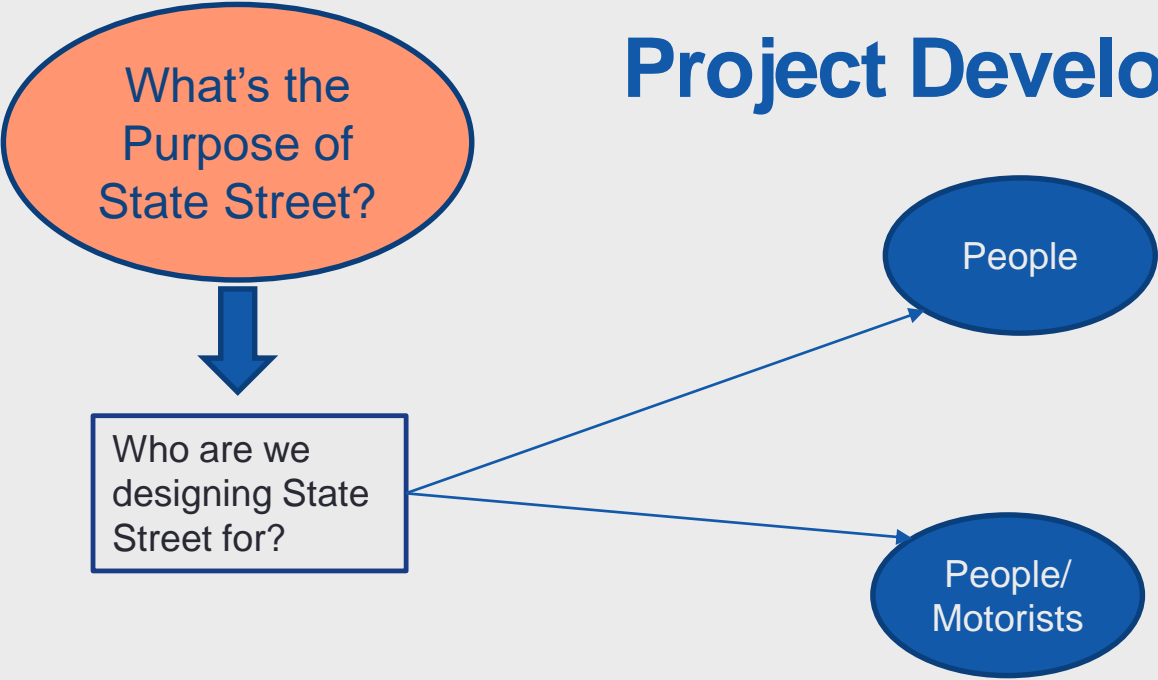 What's the
Purpose of
State Street?
Project Develo
People
Who are we
designing State
Street for?
People/
Motorists